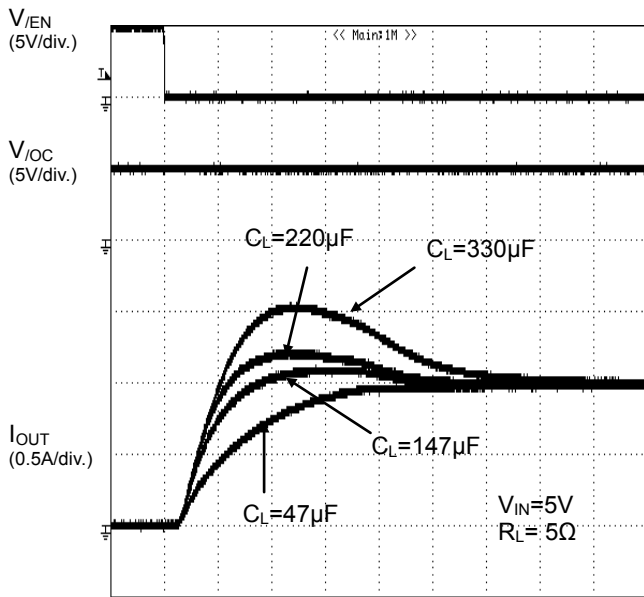 V/EN
(5V/div.)
<< Main:1M >>
T
V/OC
(5V/div.)
CL=220µF
CL=330µF
IOUT
(0.5A/div.)
CL=147µF
CL=47µF
VIN=5V
RL= 5Ω